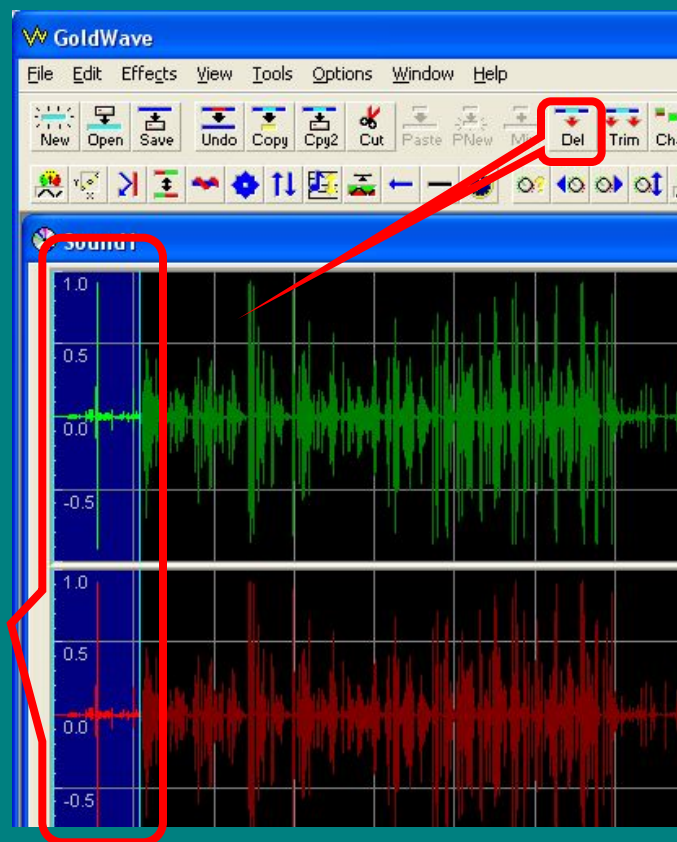 GoldWave
File Edit Effects View Tools Options Window Help
New Open Save Undo Copy Cpy2 Cut Paste PNew Del Trim
Sound1
1.0
0.5
0.0
-0.5
1.0
0.5
0.0
-0.5